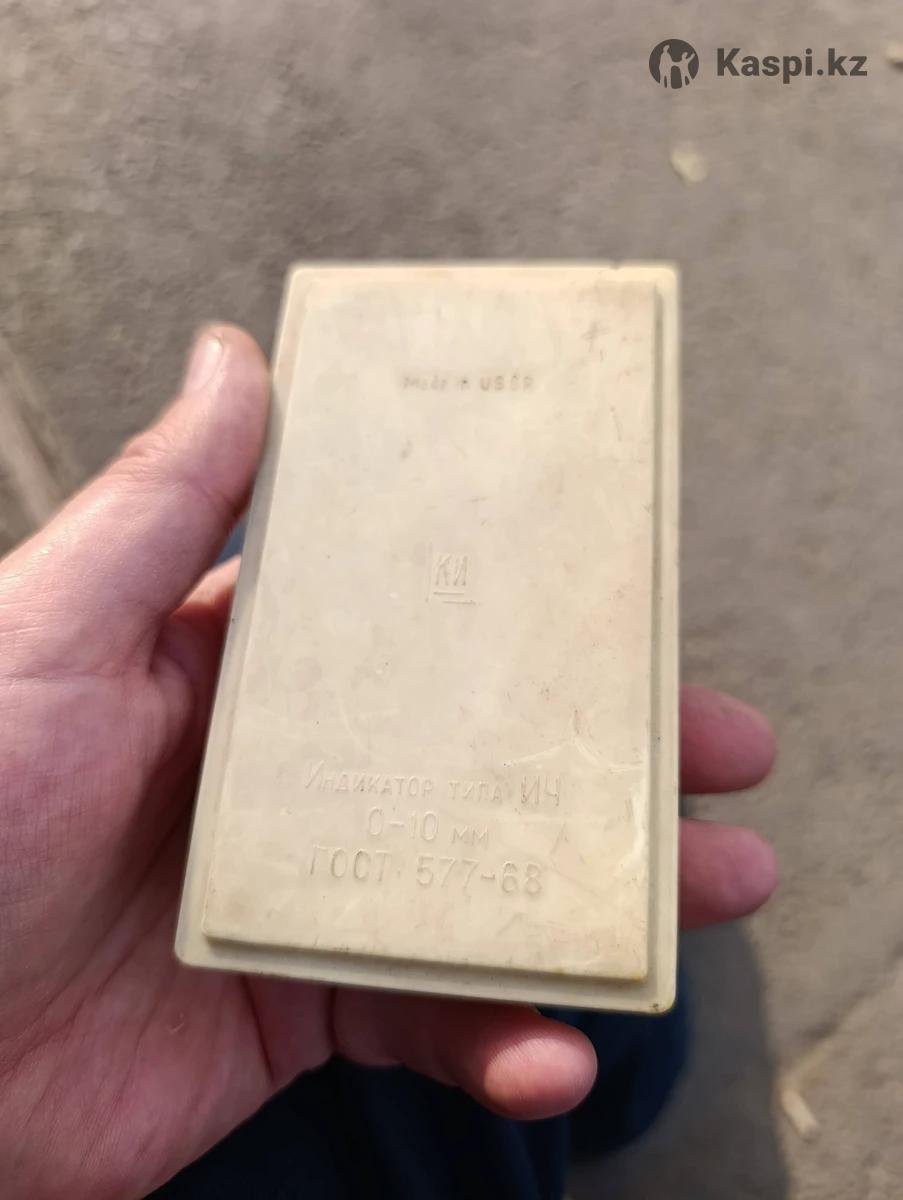 Kaspi.kz
Made in USSR
КИ
Индикатор типа ИЧ
0-10 мм
ГОСТ 577-68